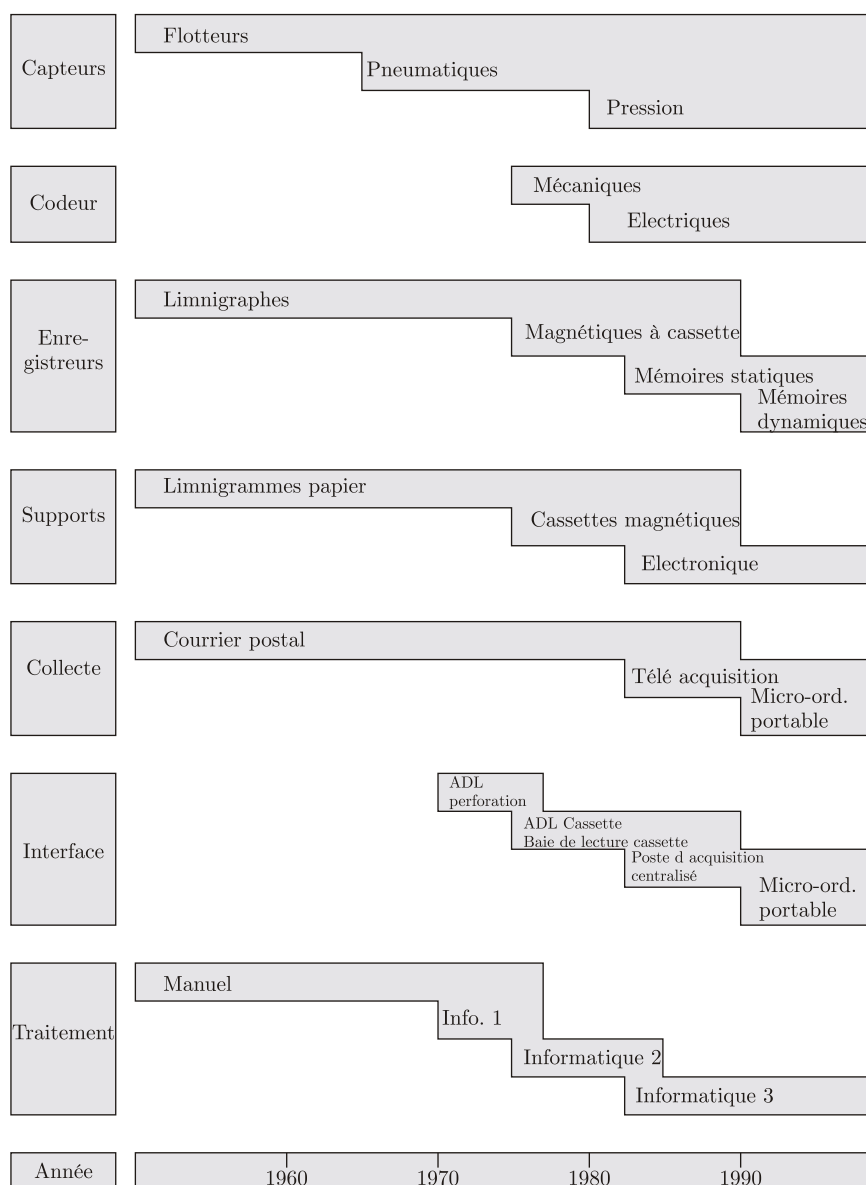 Capteurs
Flotteurs
Pneumatiques
Pression
Codeur
Mécaniques
Electriques
Enre-
gistreurs
Limnigraphes
Magnétiques à cassette
Mémoires statiques
Mémoires
dynamiques
Supports
Limnigrammes papier
Cassettes magnétiques
Electronique
Collecte
Courrier postal
Télé acquisition
Micro-ord.
portable
Interface
ADL
perforation
ADL Cassette
Baie de lecture cassette
Poste d acquisition
centralisé
Micro-ord.
portable
Traitement
Manuel
Info. 1
Informatique 2
Informatique 3
Année
1960
1970
1980
1990